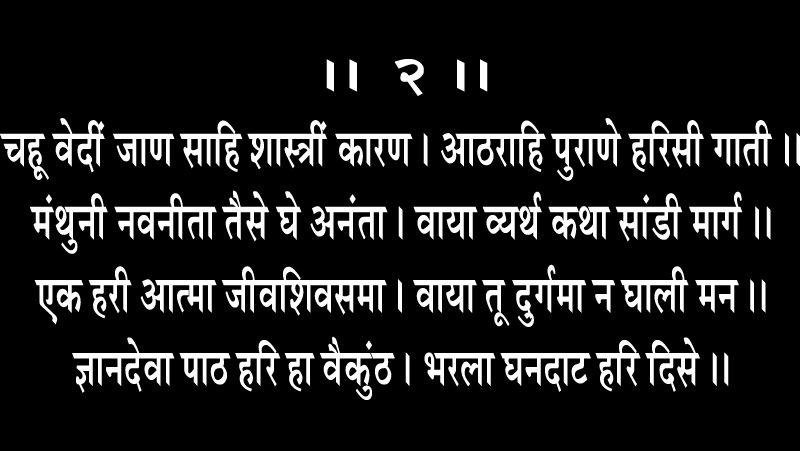 ।। २ ।।
चहू वेदीं जाण साहि शास्त्रीं कारण । आठराहि पुराणे हरिसी गाती ।।
मंथुनी नवनीता तैसे घे अनंता । वाया व्यर्थ कथा सांडी मार्ग ।।
एक हरी आत्मा जीवशिवसमा । वाया तू दुर्गमा न घाली मन ।।
ज्ञानदेवा पाठ हरि हा वैकुंठ । भरला घनदाट हरि दिसे ।।